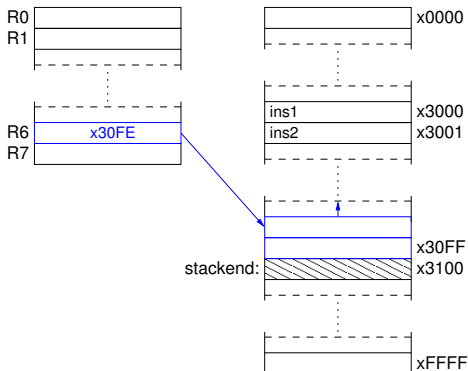 R0
R1
R6 x30FE
R7
x0000
ins1 x3000
ins2 x3001
x30FF
stackend: x3100
xFFFF